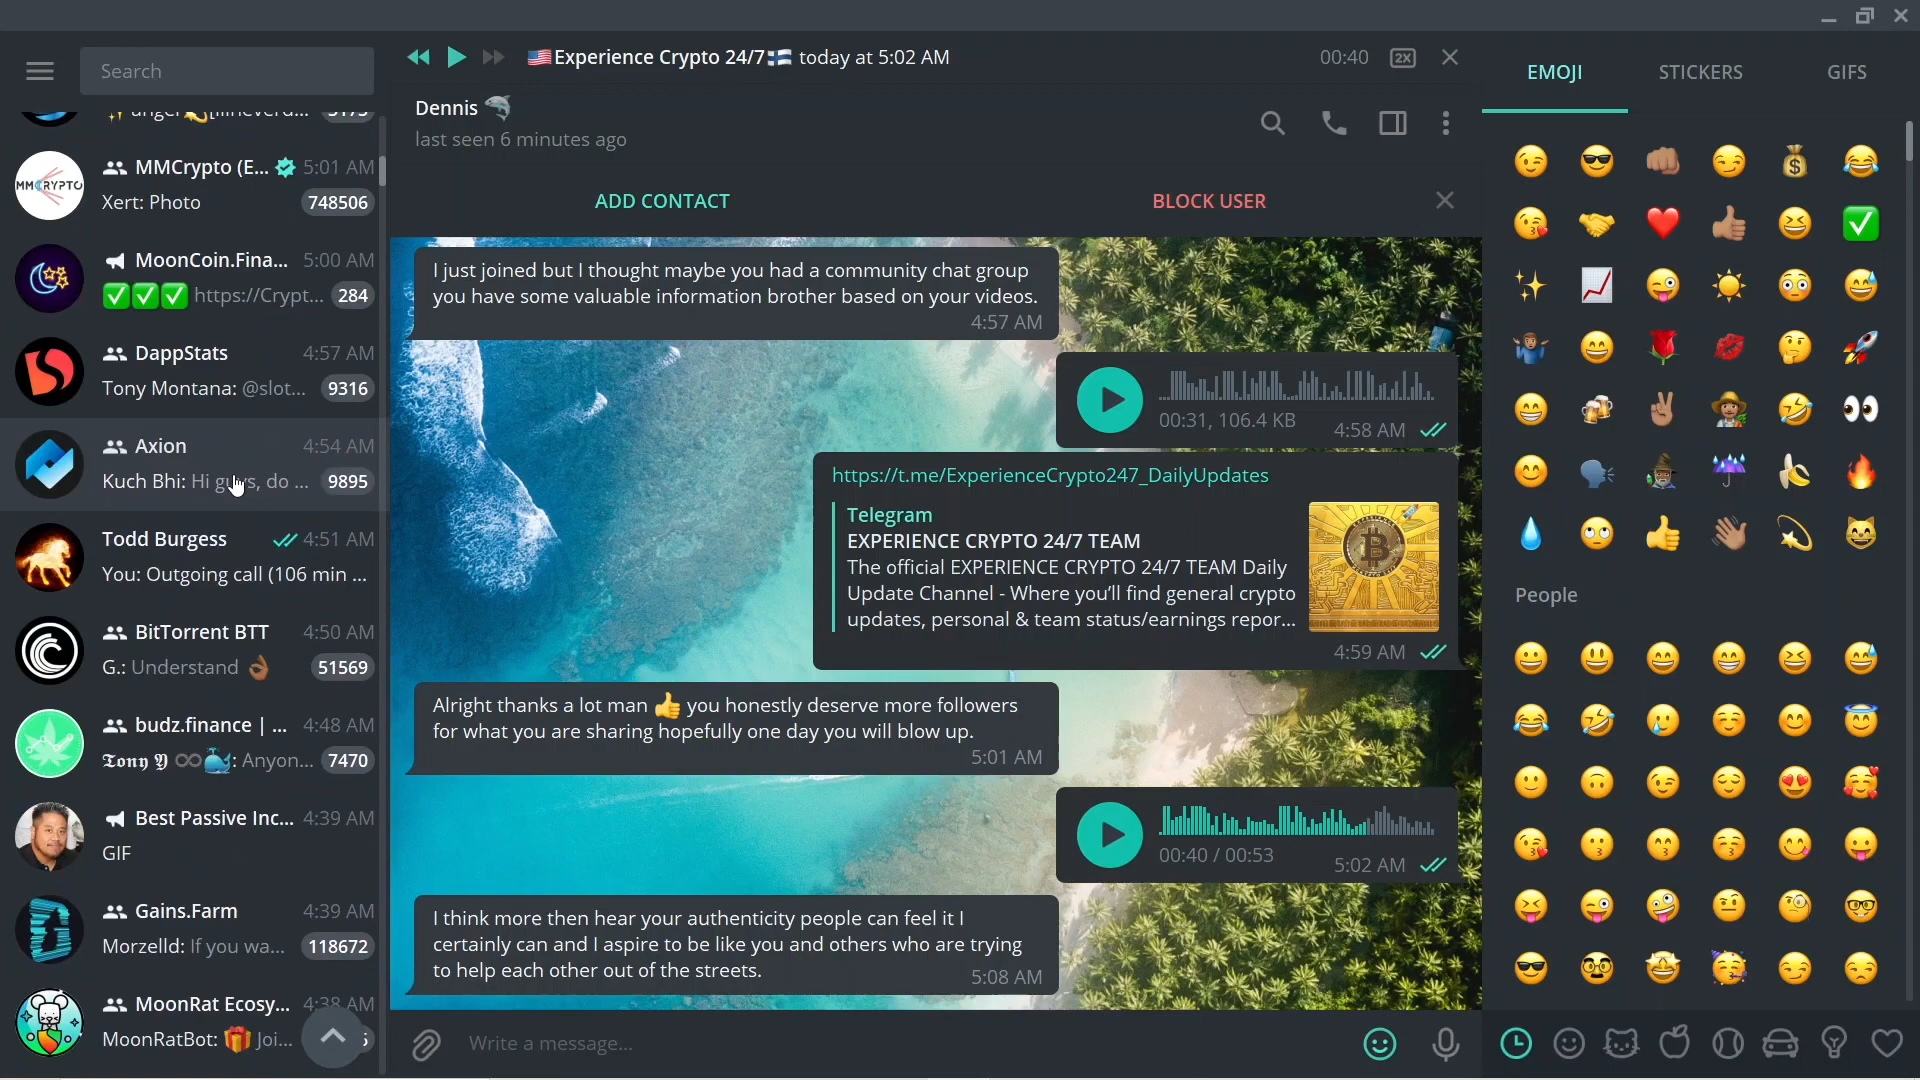 Search
5175
MMCRYPTO
MMCrypto (E... 5:01 AM
Xert: Photo 748506
MoonCoin.Fina... 5:00 AM
✅✅✅ https://Crypt... 284
DappStats 4:57 AM
Tony Montana: @slot... 9316
Axion 4:54 AM
Kuch Bhi: Hi guys, do ... 9895
Todd Burgess 4:51 AM
You: Outgoing call (106 min ...
BitTorrent BTT 4:50 AM
G.: Understand 👌🏾 51569
budz.finance | ... 4:48 AM
𝕿𝖔𝖓𝖞 𝖄 ♾🐳: Anyon... 7470
Best Passive Inc... 4:39 AM
GIF
Gains.Farm 4:39 AM
Morzelld: If you wa... 118672
MoonRat Ecosy... 4:38 AM
MoonRatBot: 🎁 Joi...
🇺🇸Experience Crypto 24/7🇫🇮 today at 5:02 AM 00:40 2X
Dennis 🦈
last seen 6 minutes ago
ADD CONTACT BLOCK USER
I just joined but I thought maybe you had a community chat group
you have some valuable information brother based on your videos.
4:57 AM
00:31, 106.4 KB 4:58 AM
https://t.me/ExperienceCrypto247_DailyUpdates
Telegram
EXPERIENCE CRYPTO 24/7 TEAM
The official EXPERIENCE CRYPTO 24/7 TEAM Daily
Update Channel - Where you'll find general crypto
updates, personal & team status/earnings repor...
4:59 AM
Alright thanks a lot man 👍 you honestly deserve more followers
for what you are sharing hopefully one day you will blow up.
5:01 AM
00:40 / 00:53 5:02 AM
I think more then hear your authenticity people can feel it I
certainly can and I aspire to be like you and others who are trying
to help each other out of the streets. 5:08 AM
Write a message...
EMOJI STICKERS GIFS
People